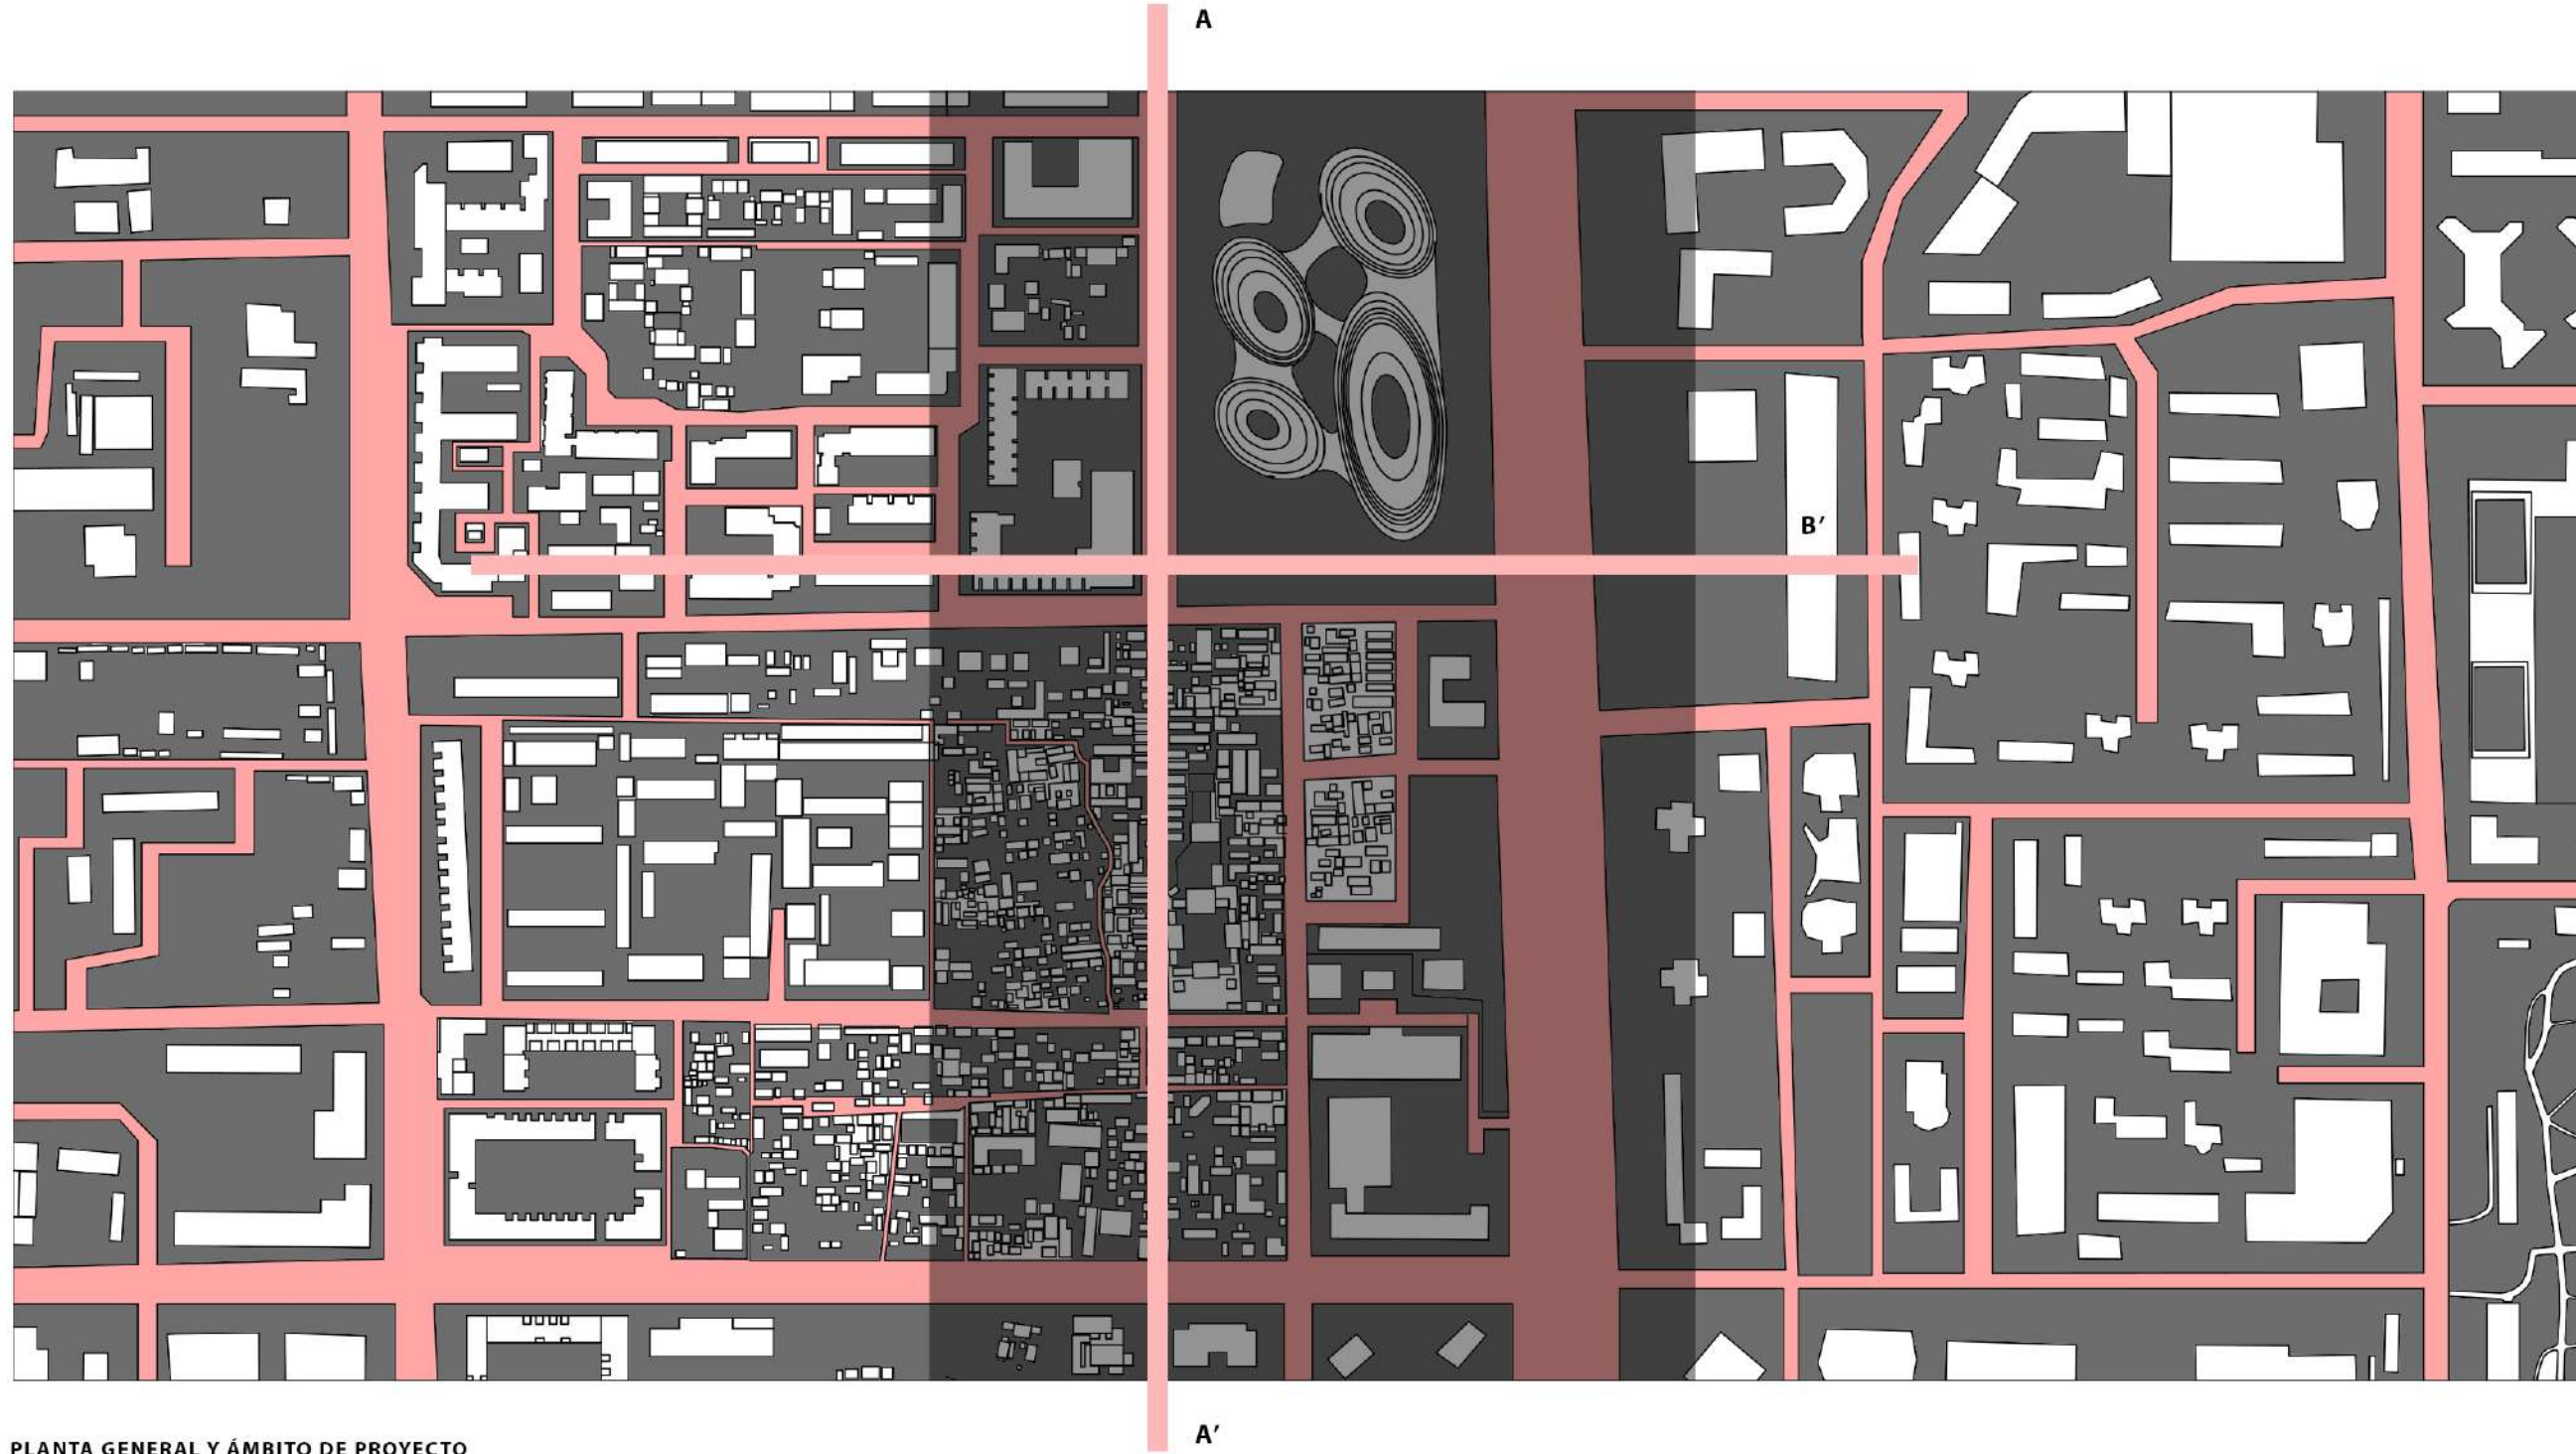 A
B′
A′
PLANTA GENERAL Y ÁMBITO DE PROYECTO